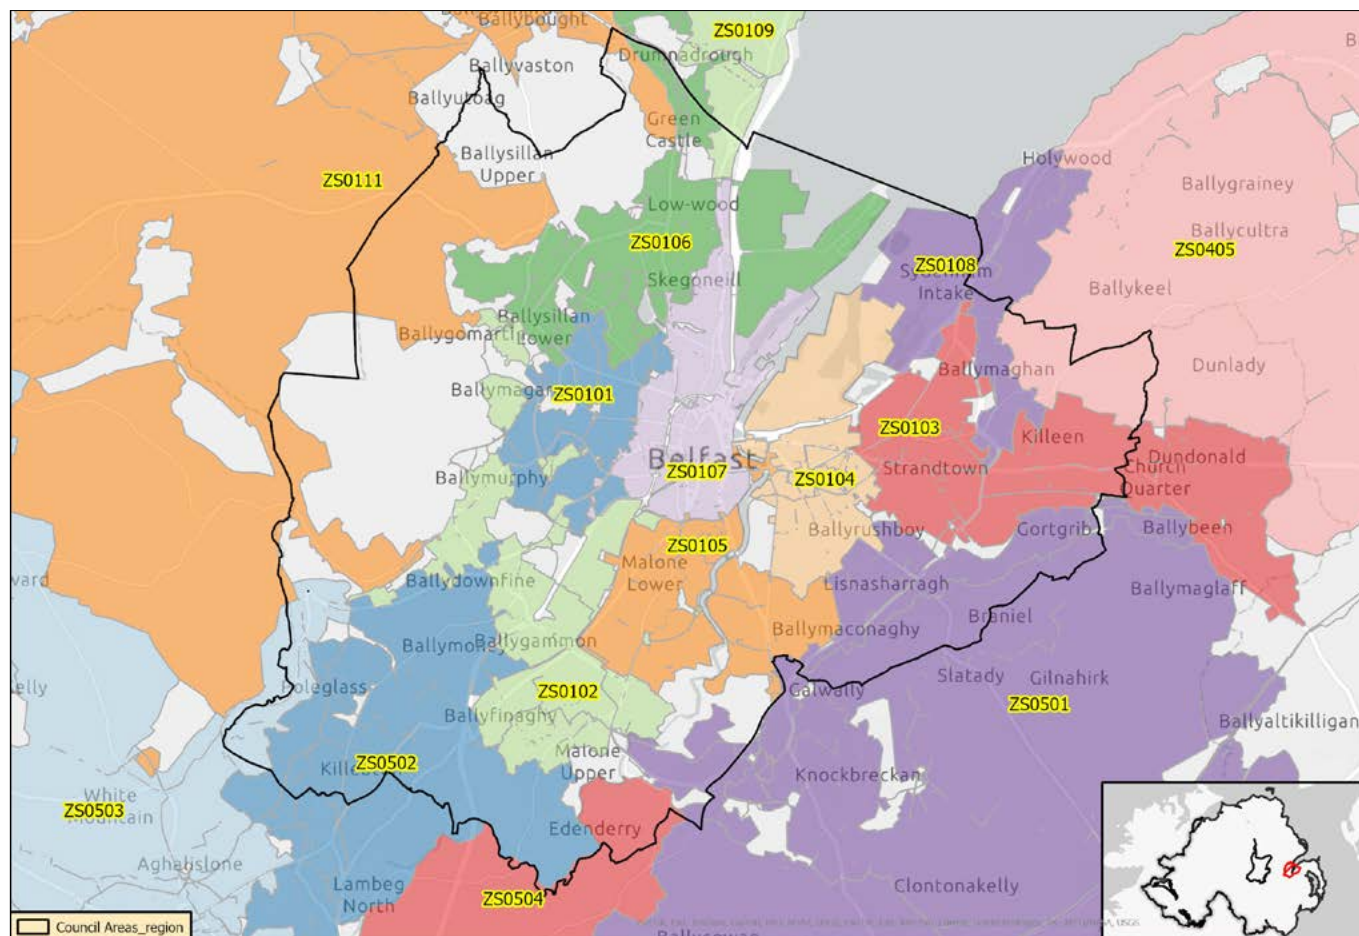 Ballybought
ZS0109
Drumnadrough
Ballyvaston
Ballyutoag
Green
Castle
Ballysillan
Upper
ZS0111
Holywood
Ballygrainey
Low-wood
ZS0106
Ballycultra
ZS0405
ZS0108
Sydenham
Intake
Skegoneill
Ballykeel
Ballysillan
Lower
Ballygomartin
Ballymaghan
Dunlady
Ballymagar
ZS0101
ZS0103
Killeen
Belfast
ZS0107
Strandtown
Dundonald
Church
Quarter
Ballymurphy
ZS0104
Ballyrushboy
Gortgrib
Ballybeen
ZS0105
Malone
Lower
Ballydownfine
Lisnasharragh
Ballymaglaff
Braniel
Ballymoney
Ballygammon
Ballymaconaghy
Poleglass
ZS0102
Galwally
Slatady
Gilnahirk
ZS0501
Ballyfinaghy
Ballyaltikilligan
Malone
Upper
ZS0502
Knockbreckan
ZS0503
White
Mountain
Edenderry
Aghalislone
Lambeg
North
ZS0504
Clontonakelly
Council Areas_region